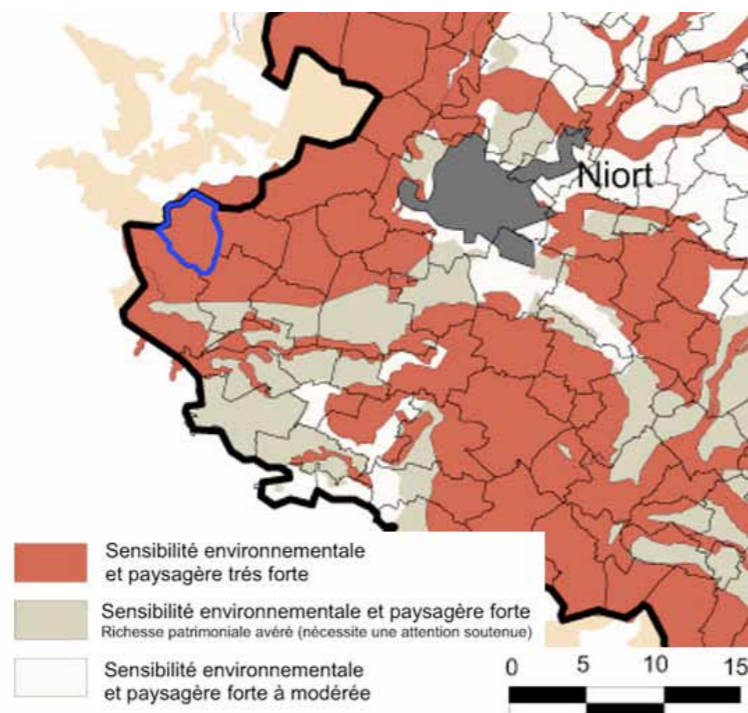 Niort
Sensibilité environnementale
et paysagère trés forte
Sensibilité environnementale et paysagère forte
Richesse patrimoniale avéré (nécessite une attention soutenue)
Sensibilité environnementale
et paysagère forte à modérée
0 5 10 15